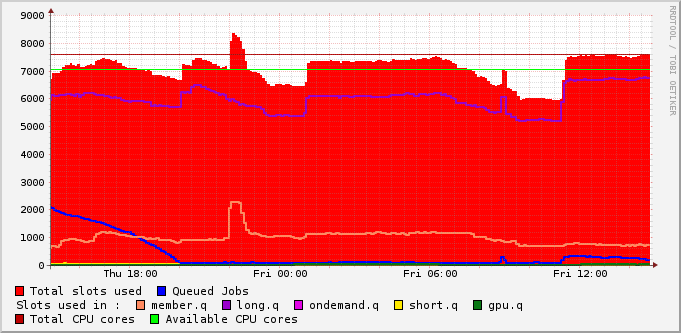 RRDTOOL / TOBI OETIKER
9000
8000
7000
6000
5000
4000
3000
2000
1000
0
Thu 18:00 Fri 00:00 Fri 06:00 Fri 12:00
Total slots used Queued Jobs
Slots used in : member.q long.q ondemand.q short.q gpu.q
Total CPU cores Available CPU cores